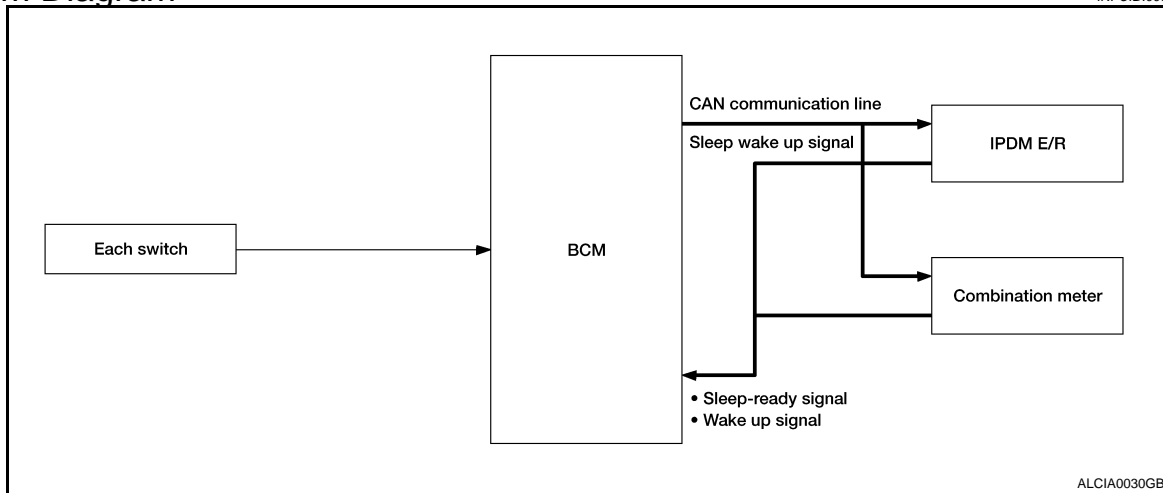 CAN communication line
Sleep wake up signal
IPDM E/R
Each switch
BCM
Combination meter
• Sleep-ready signal
• Wake up signal
ALCIA0030GB